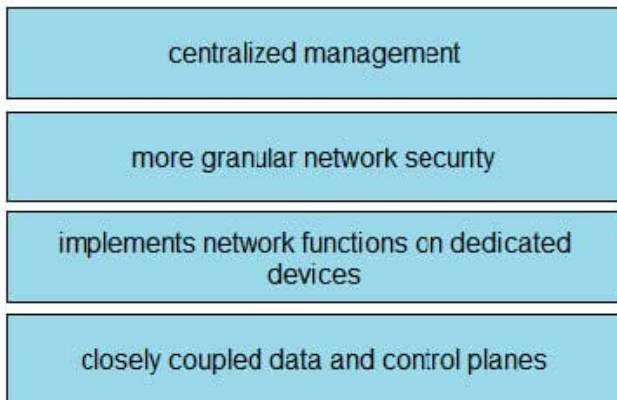 centralized management
more granular network security
implements network functions on dedicated
devices
closely coupled data and control planes